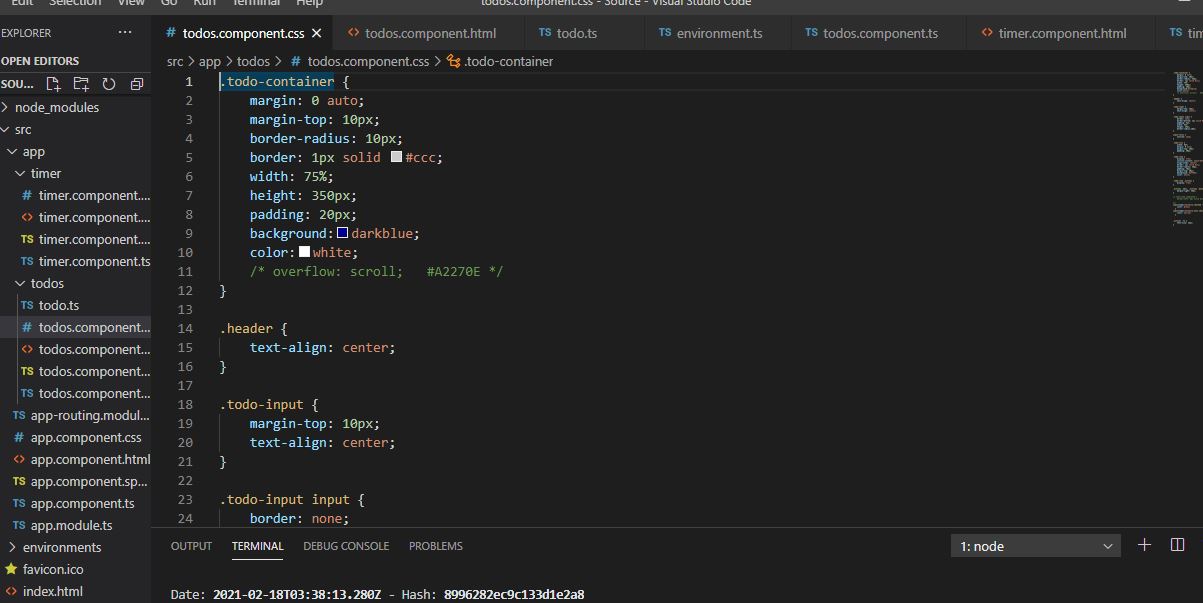 Edit Selection View Go Run Terminal Help todos.component.css - Source - Visual Studio Code
EXPLORER ...
# todos.component.css × <> todos.component.html TS todo.ts TS environment.ts TS todos.component.ts <> timer.component.html TS tim
OPEN EDITORS
src > app > todos > # todos.component.css > .todo-container
SOU...
node_modules
src
app
timer
# timer.component....
<> timer.component....
TS timer.component....
TS timer.component.ts
todos
TS todo.ts
# todos.component...
<> todos.component...
TS todos.component...
TS todos.component...
TS app-routing.modul...
# app.component.css
<> app.component.html
TS app.component.sp...
TS app.component.ts
TS app.module.ts
environments
favicon.ico
<> index.html
1 .todo-container {
2 margin: 0 auto;
3 margin-top: 10px;
4 border-radius: 10px;
5 border: 1px solid #ccc;
6 width: 75%;
7 height: 350px;
8 padding: 20px;
9 background: darkblue;
10 color: white;
11 /* overflow: scroll;   #A2270E */
12 }
13
14 .header {
15 text-align: center;
16 }
17
18 .todo-input {
19 margin-top: 10px;
20 text-align: center;
21 }
22
23 .todo-input input {
24 border: none;
OUTPUT TERMINAL DEBUG CONSOLE PROBLEMS 1: node
Date: 2021-02-18T03:38:13.280Z - Hash: 8996282ec9c133d1e2a8